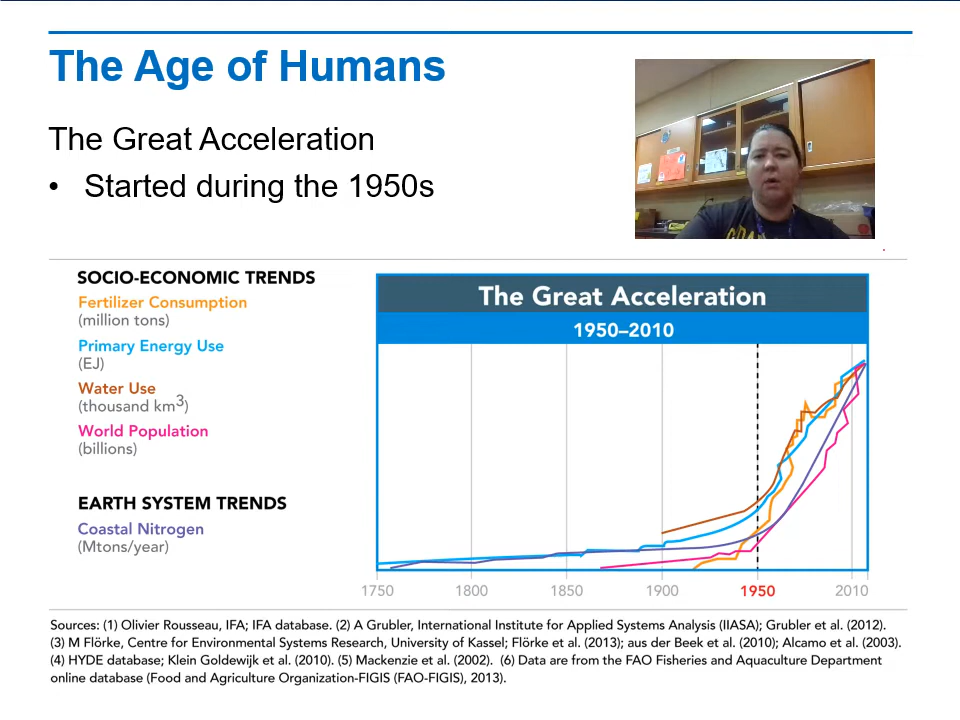 The Age of Humans
The Great Acceleration
• Started during the 1950s
SOCIO-ECONOMIC TRENDS
Fertilizer Consumption
(million tons)
Primary Energy Use
(EJ)
Water Use
(thousand km3)
World Population
(billions)
EARTH SYSTEM TRENDS
Coastal Nitrogen
(Mtons/year)
The Great Acceleration
1950–2010
1750 1800 1850 1900 1950 2010
Sources: (1) Olivier Rousseau, IFA; IFA database. (2) A Grubler, International Institute for Applied Systems Analysis (IIASA); Grubler et al. (2012).
(3) M Flörke, Centre for Environmental Systems Research, University of Kassel; Flörke et al. (2013); aus der Beek et al. (2010); Alcamo et al. (2003).
(4) HYDE database; Klein Goldewijk et al. (2010). (5) Mackenzie et al. (2002). (6) Data are from the FAO Fisheries and Aquaculture Department
online database (Food and Agriculture Organization-FIGIS (FAO-FIGIS), 2013).